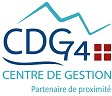 CDG74
CENTRE DE GESTION
Partenaire de proximité